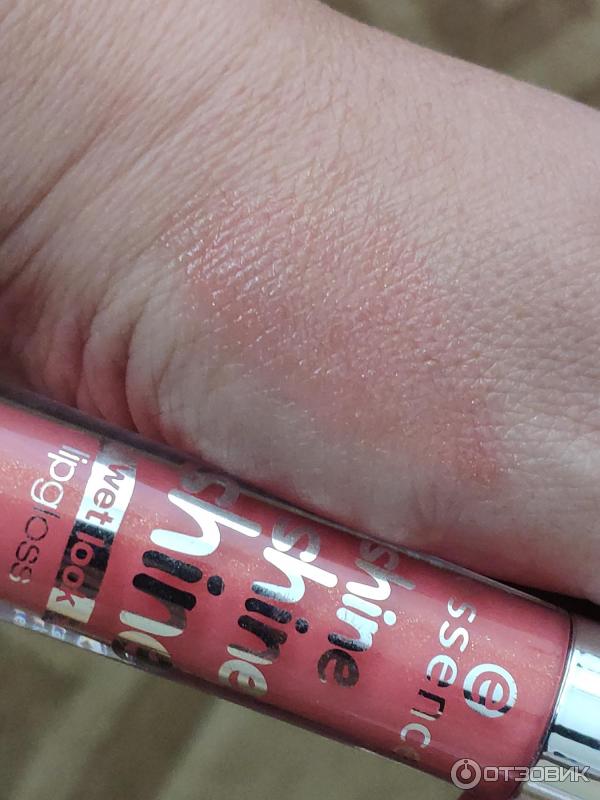 essence
shine
shine
shine
wet look
lipgloss
ОТЗОВИК